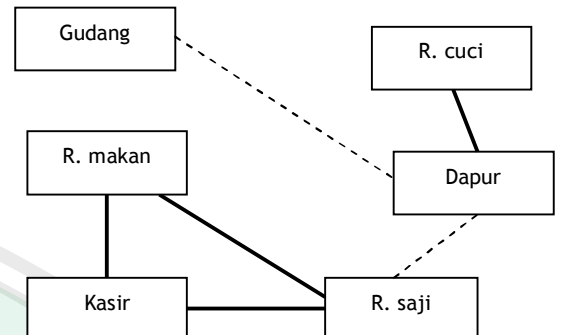 Gudang
R. cuci
R. makan
Dapur
Kasir
R. saji